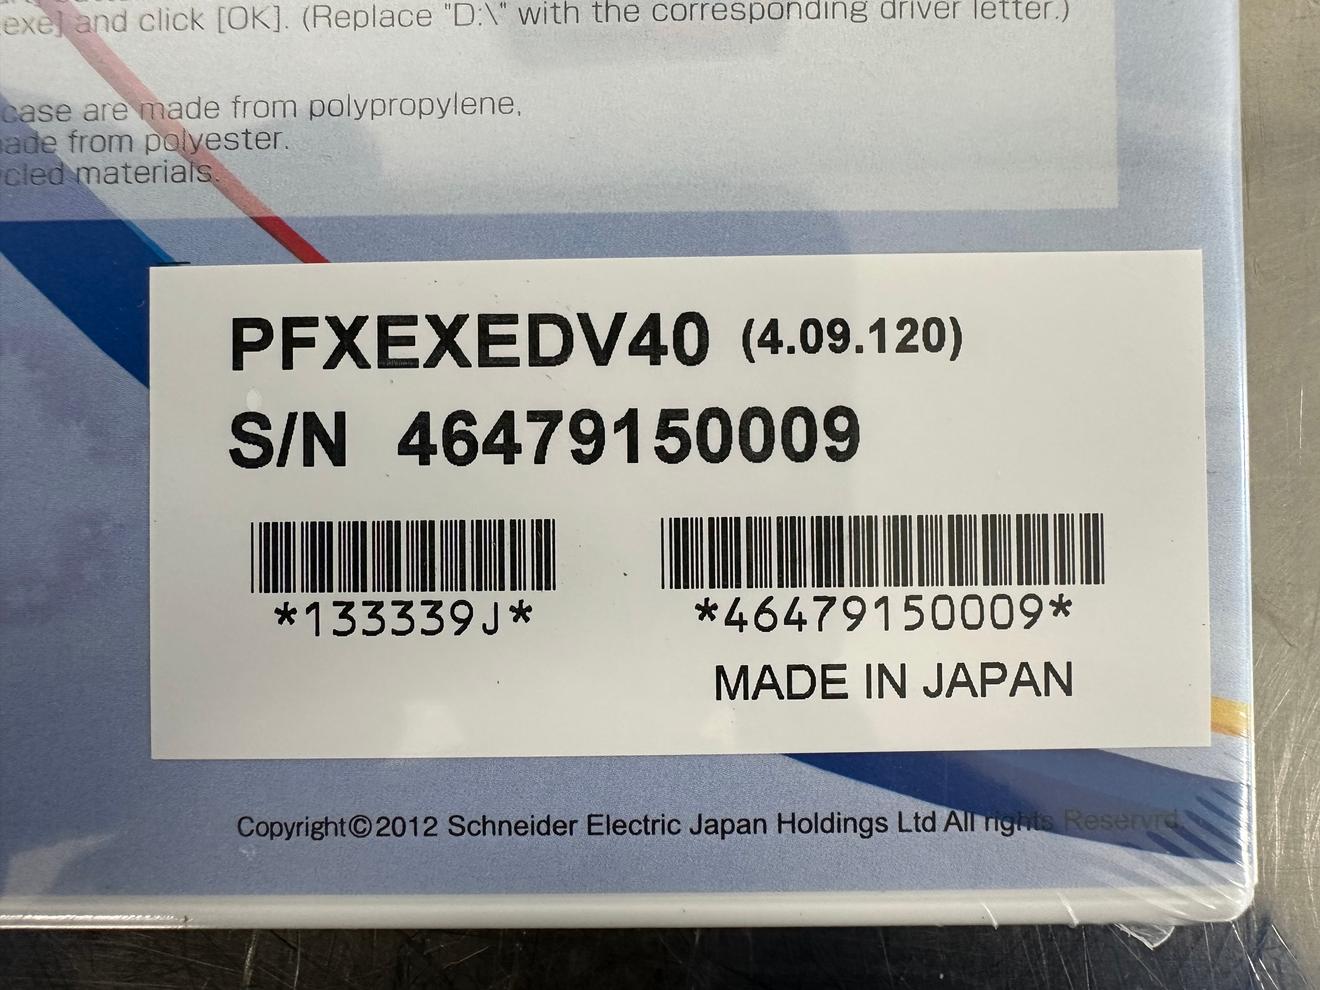 exe] and click [OK]. (Replace "D:\" with the corresponding driver letter.)
case are made from polypropylene,
ade from polyester.
cled materials.
PFXEXEDV40 (4.09.120)
S/N 46479150009
*133339J* *46479150009*
MADE IN JAPAN
Copyright©2012 Schneider Electric Japan Holdings Ltd All rights Reservrd.